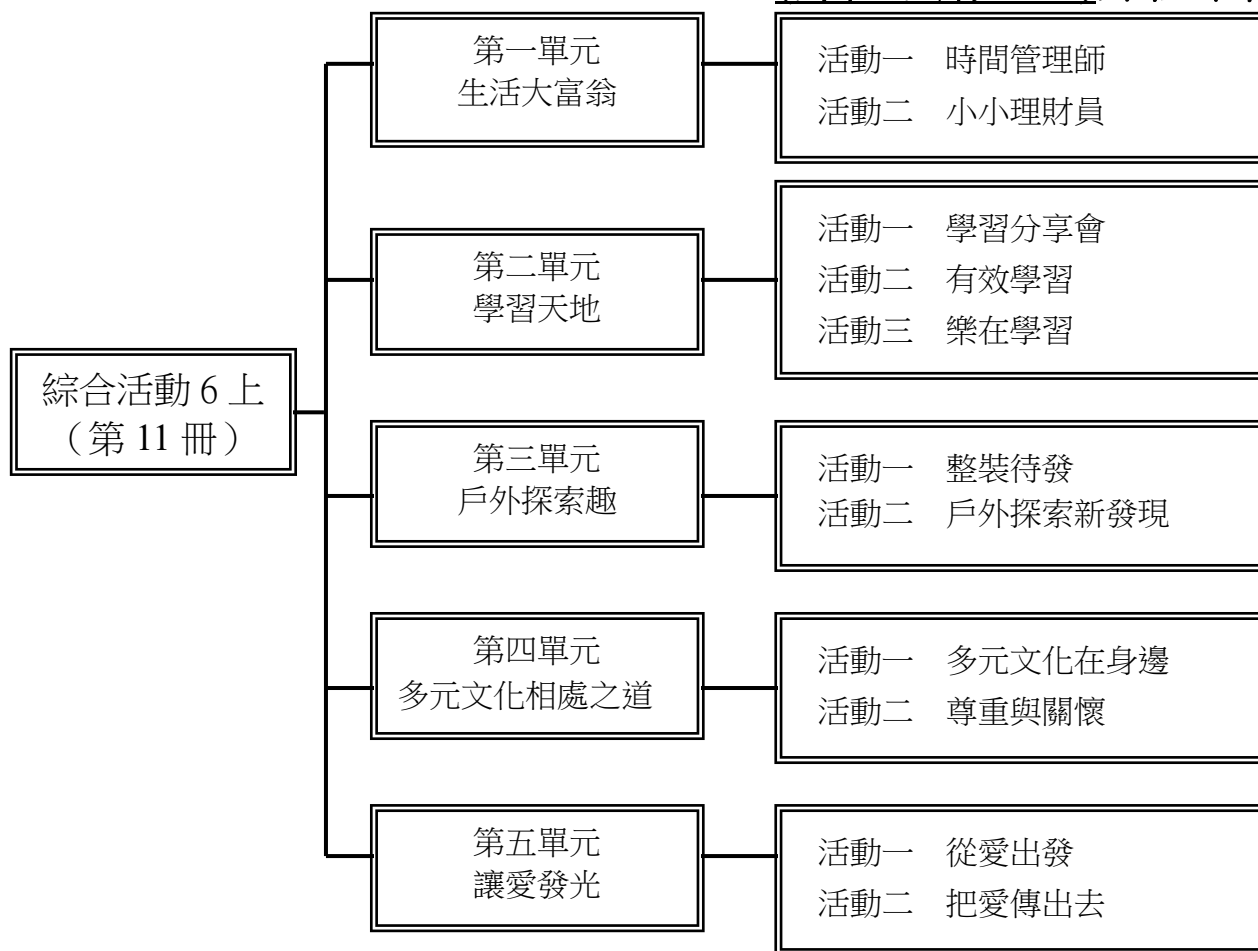 第一單元
生活大富翁
活動一 時間管理師
活動二 小小理財員
第二單元
學習天地
活動一 學習分享會
活動二 有效學習
活動三 樂在學習
綜合活動 6 上
（第 11 冊）
第三單元
戶外探索趣
活動一 整裝待發
活動二 戶外探索新發現
第四單元
多元文化相處之道
活動一 多元文化在身邊
活動二 尊重與關懷
第五單元
讓愛發光
活動一 從愛出發
活動二 把愛傳出去